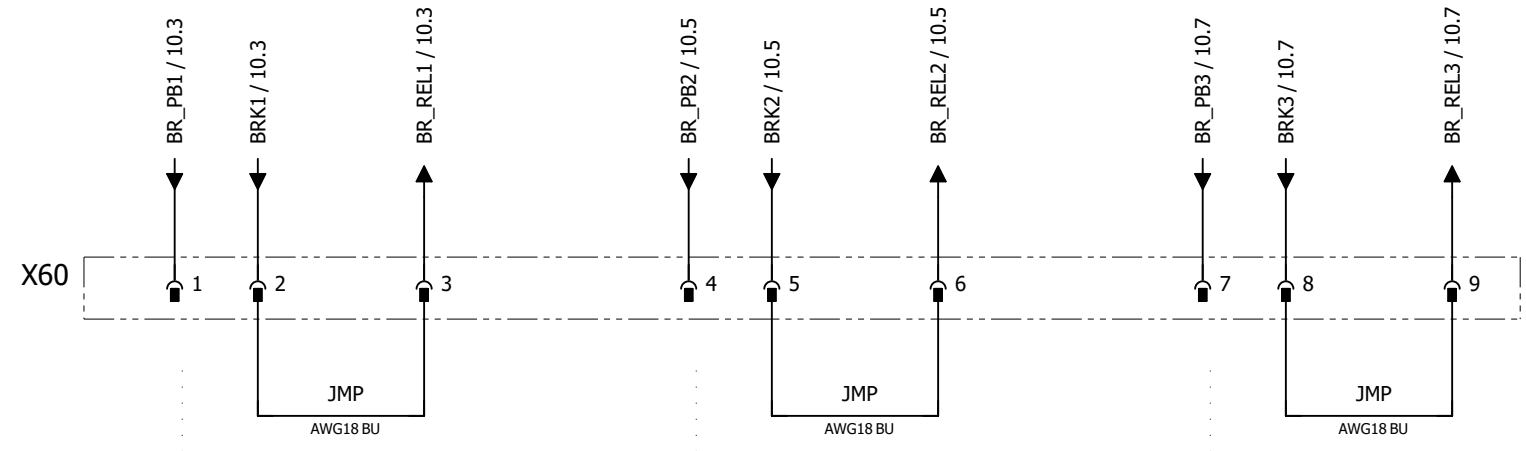 BR_PB1 / 10.3
BRK1 / 10.3
BR_REL1 / 10.3
BR_PB2 / 10.5
BRK2 / 10.5
BR_REL2 / 10.5
BR_PB3 / 10.7
BRK3 / 10.7
BR_REL3 / 10.7
X60
1
2
3
4
5
6
7
8
9
JMP
AWG18 BU
JMP
AWG18 BU
JMP
AWG18 BU